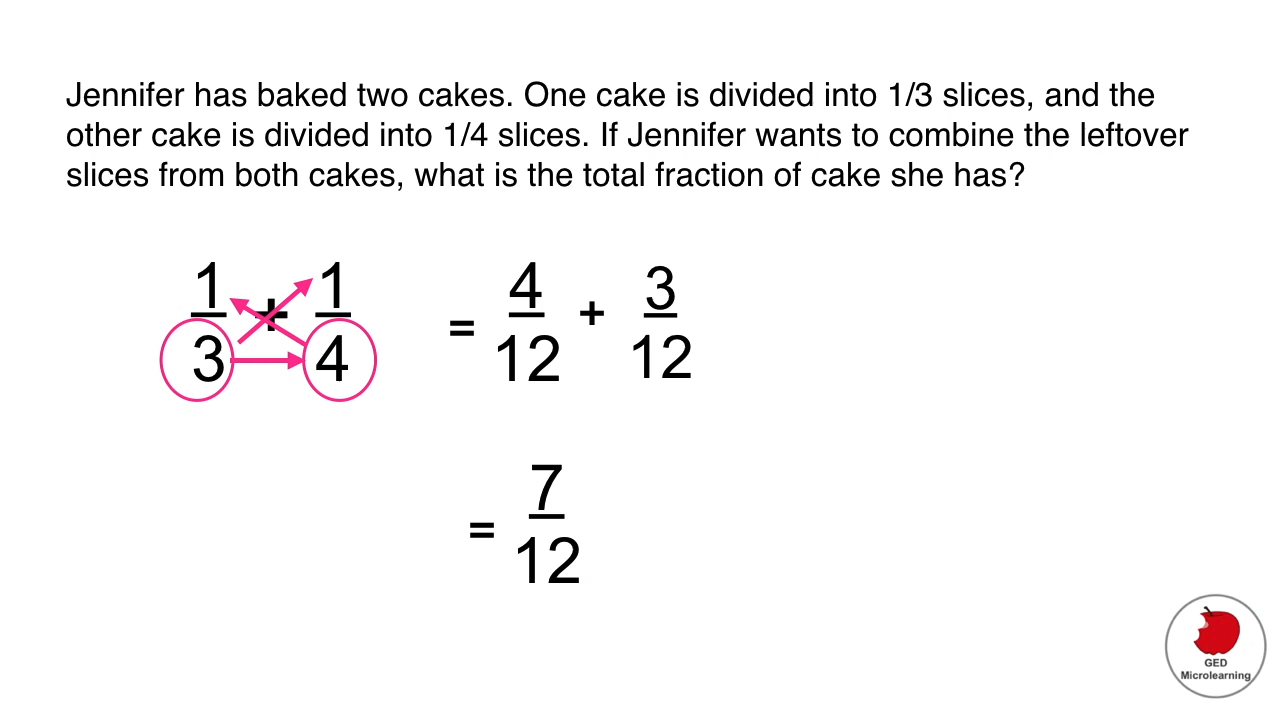 Jennifer has baked two cakes. One cake is divided into 1/3 slices, and the
other cake is divided into 1/4 slices. If Jennifer wants to combine the leftover
slices from both cakes, what is the total fraction of cake she has?
1/3 + 1/4 = 4/12 + 3/12
= 7/12
GED
Microlearning